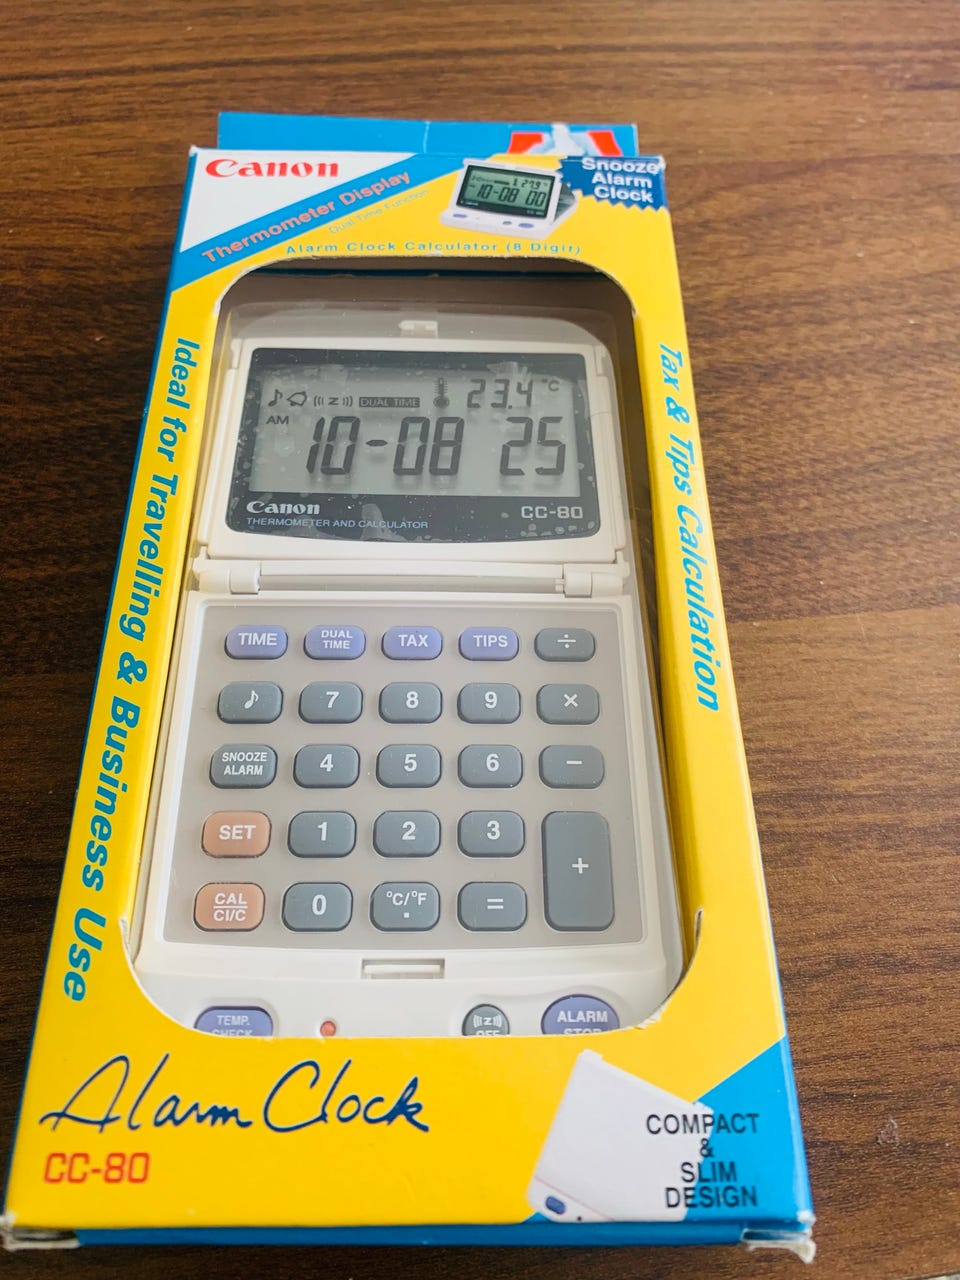 Canon
Thermometer Display
Dual Time Function
10-08 00
Snooze
Alarm
Clock
Alarm Clock Calculator (8 Digit)
Ideal for Travelling & Business Use
Tax & Tips Calculation
((z)) DUAL TIME 23.4 °C
AM 10-08 25
Canon
THERMOMETER AND CALCULATOR
CC-80
TIME DUAL TIME TAX TIPS ÷
♪ 7 8 9 ×
SNOOZE ALARM 4 5 6 −
SET 1 2 3 +
CAL CI/C 0 °C/°F . =
TEMP. CHECK ((z)) OFF ALARM STOP
Alarm Clock
CC-80
COMPACT
&
SLIM
DESIGN